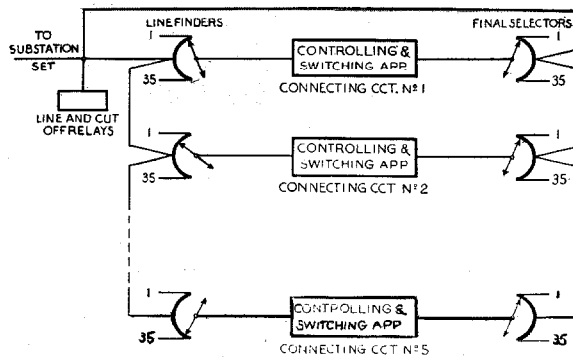 LINE FINDERS
FINAL SELECTORS
TO
SUBSTATION
SET
1
35
CONTROLLING &
SWITCHING APP.
CONNECTING CCT. Nº 1
1
35
LINE AND CUT
OFF RELAYS
1
35
CONTROLLING &
SWITCHING APP.
CONNECTING CCT Nº 2
1
35
1
35
CONTROLLING &
SWITCHING APP
CONNECTING CCT Nº 5
1
35